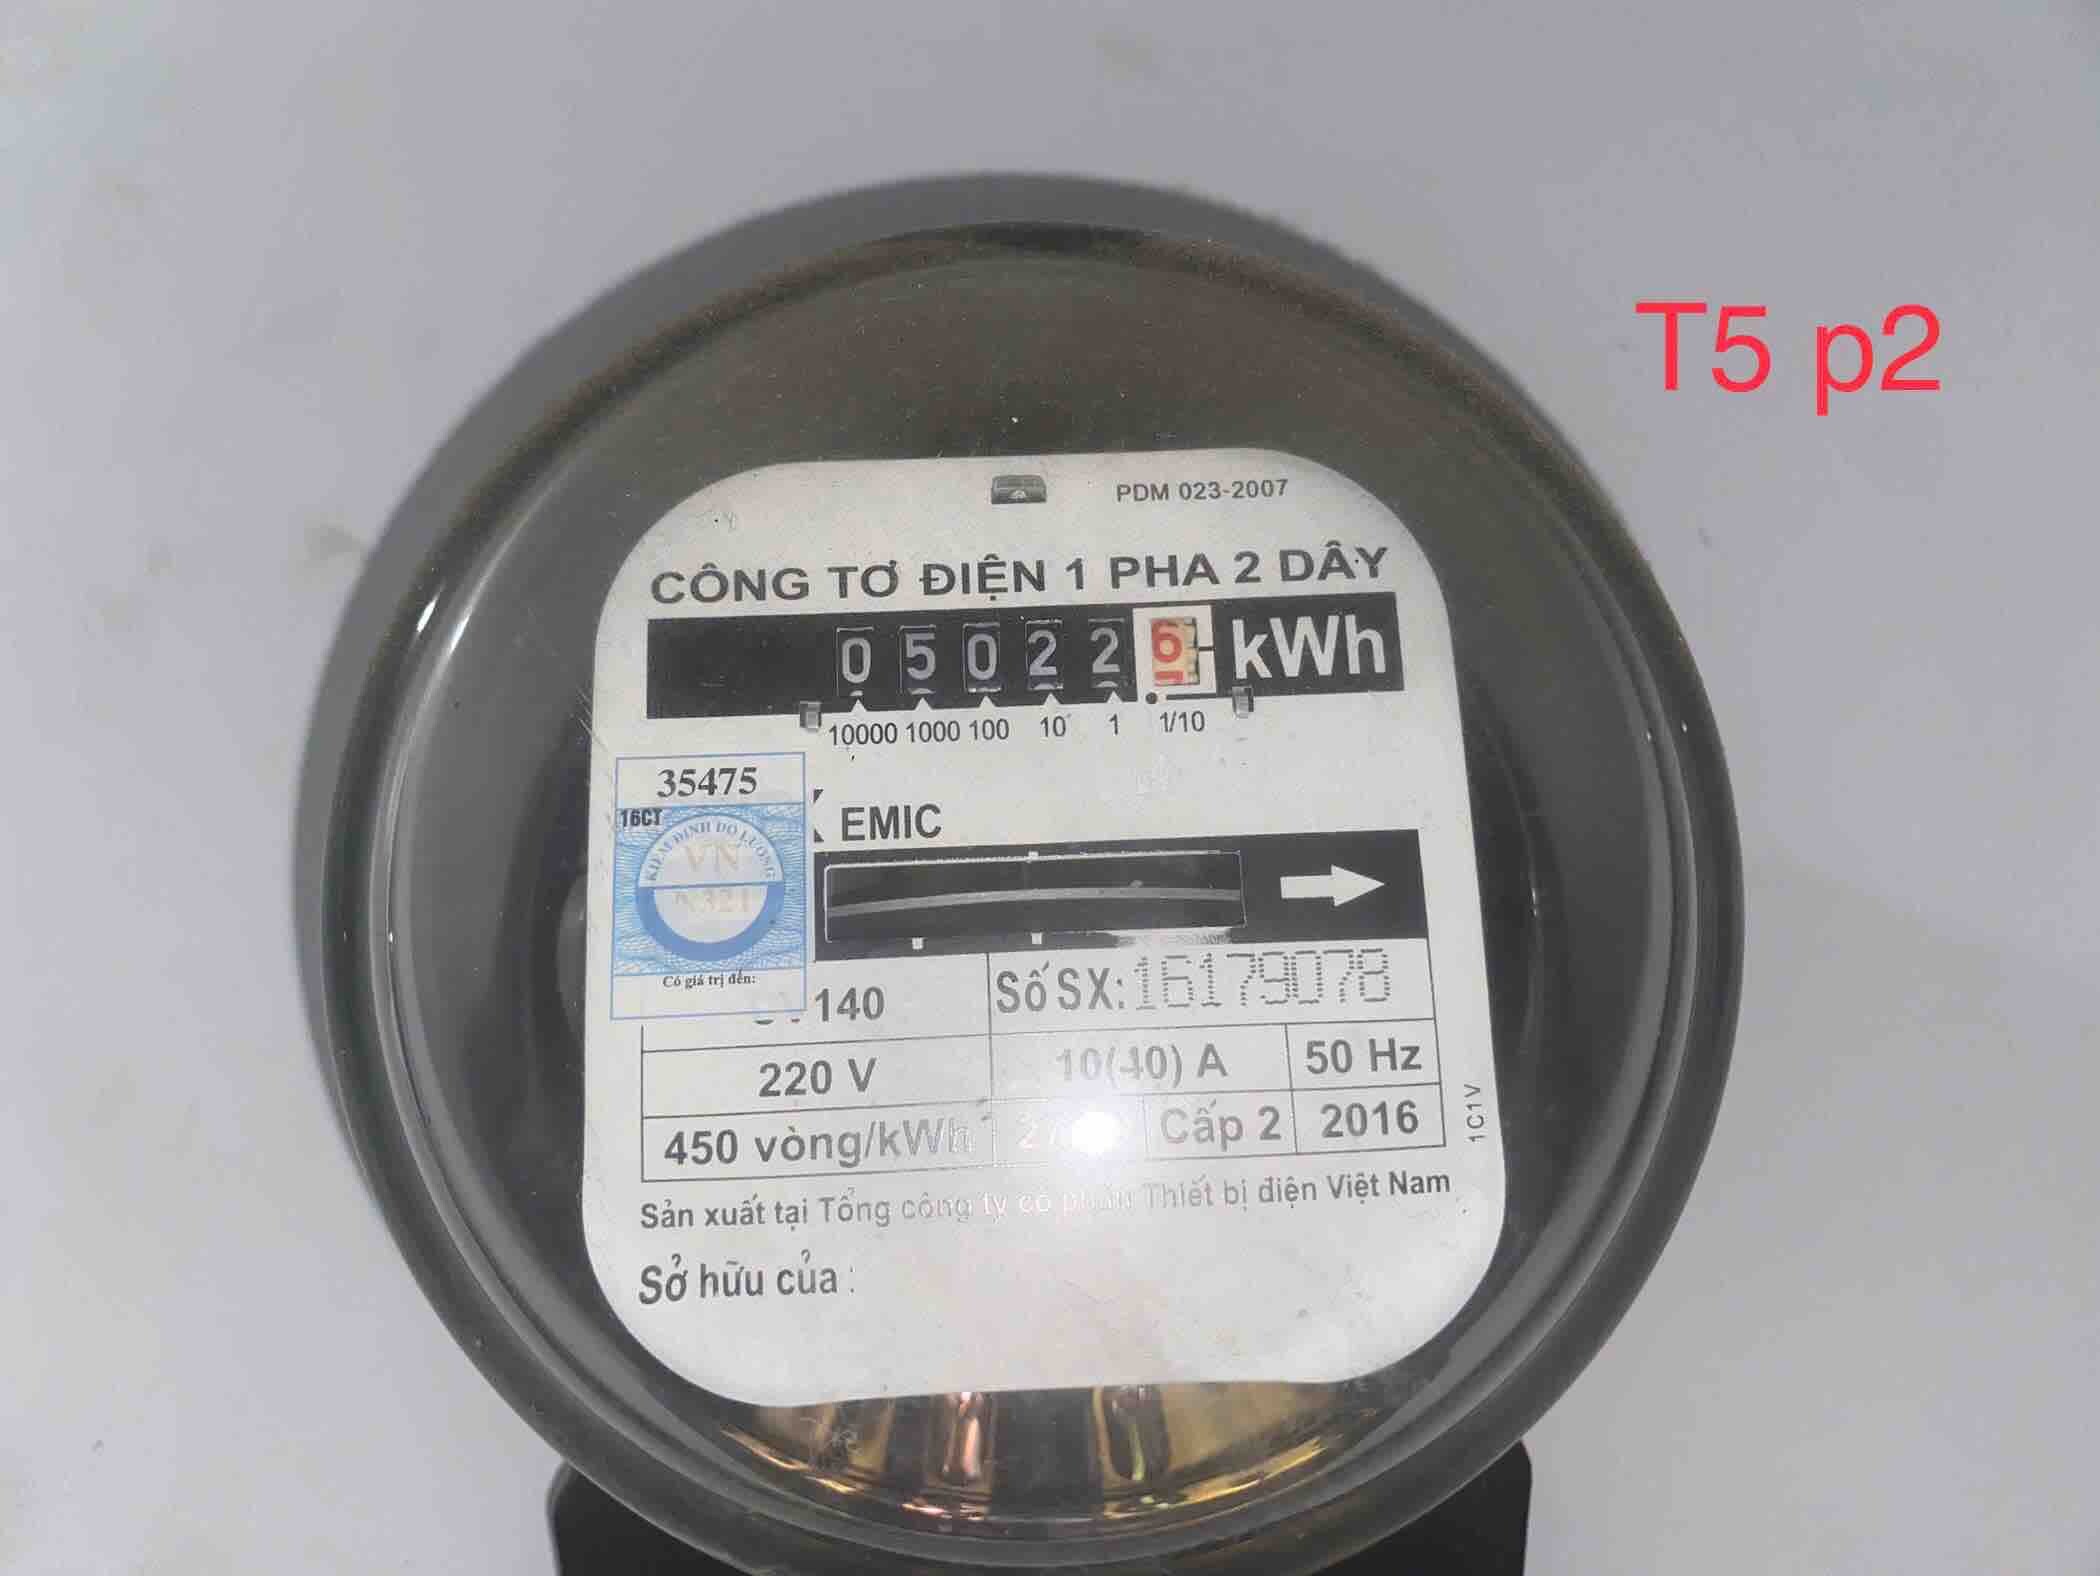 T5 p2
PDM 023-2007
CÔNG TƠ ĐIỆN 1 PHA 2 DÂY
0 5 0 2 2 6 kWh
10000 1000 100 10 1 1/10
35475
16CT
KIỂM ĐỊNH ĐO LƯỜNG
VN
N321
Có giá trị đến:
EMIC
140 Số SX: 16179078
220 V 10(40) A 50 Hz
450 vòng/kWh Cấp 2 2016
1C1V
Sản xuất tại Tổng công ty cổ phần Thiết bị điện Việt Nam
Sở hữu của :